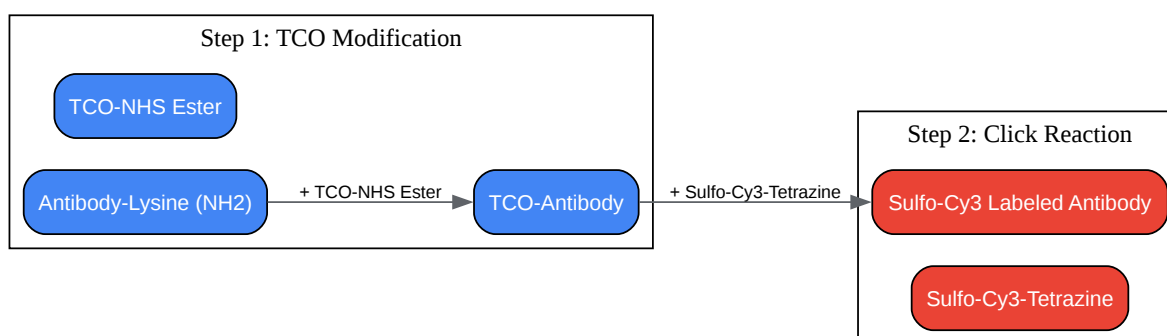 Step 1: TCO Modification
TCO-NHS Ester
Antibody-Lysine (NH2)
+ TCO-NHS Ester
TCO-Antibody
+ Sulfo-Cy3-Tetrazine
Step 2: Click Reaction
Sulfo-Cy3 Labeled Antibody
Sulfo-Cy3-Tetrazine